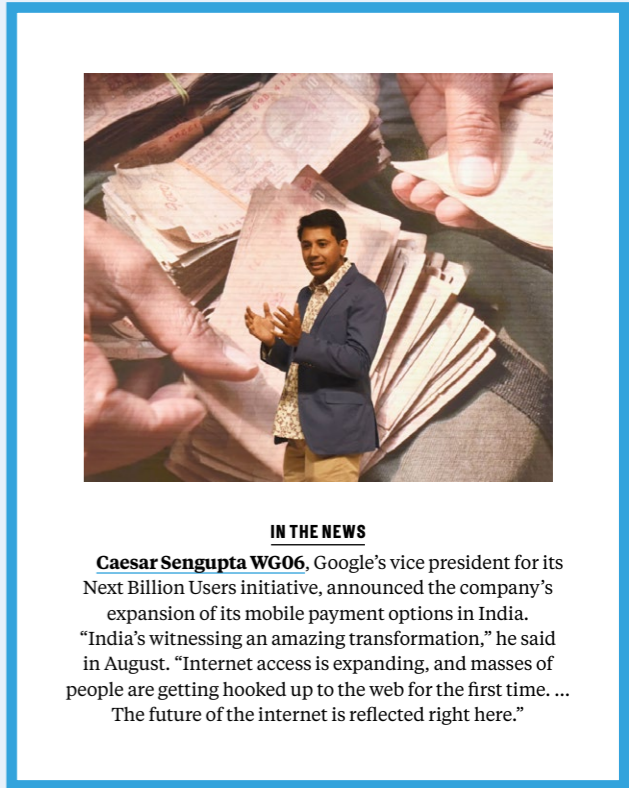 IN THE NEWS
Caesar Sengupta WG06, Google’s vice president for its
Next Billion Users initiative, announced the company’s
expansion of its mobile payment options in India.
“India’s witnessing an amazing transformation,” he said
in August. “Internet access is expanding, and masses of
people are getting hooked up to the web for the first time. ...
The future of the internet is reflected right here.”